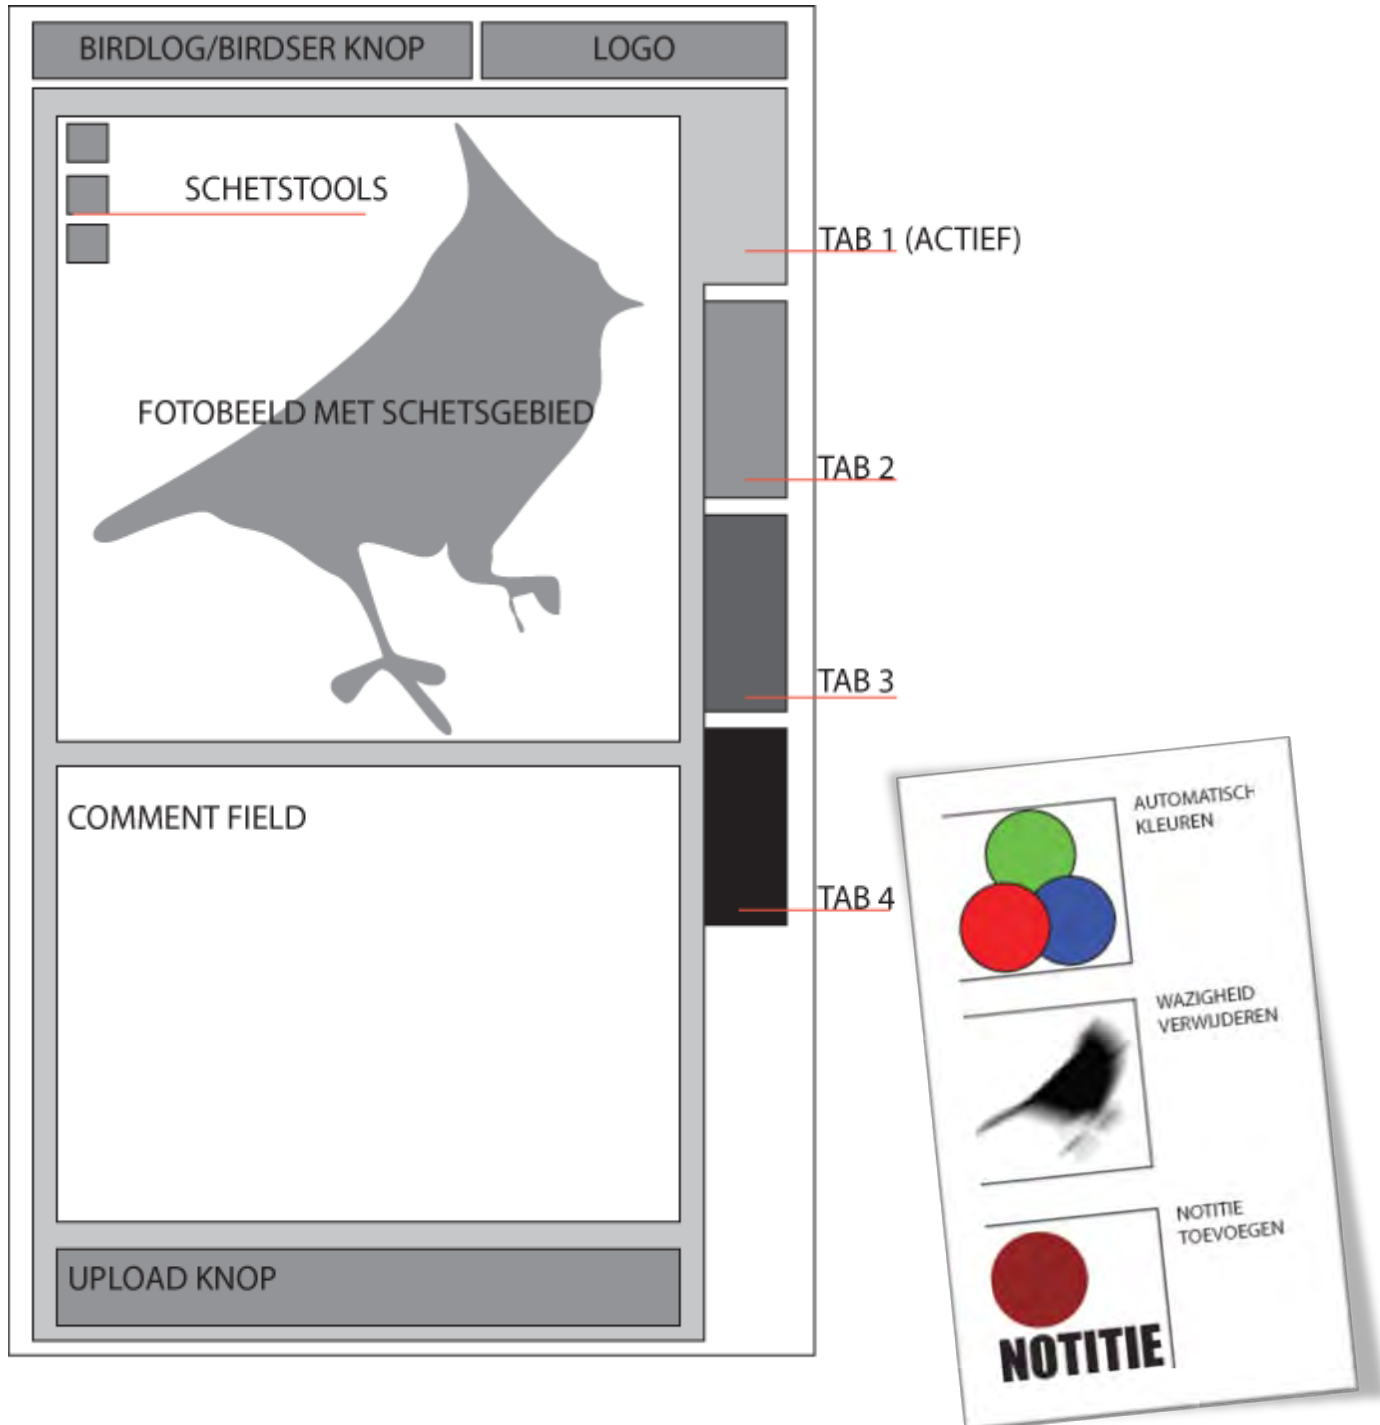 BIRDLOG/BIRDSER KNOP
LOGO
SCHETSTOOLS
TAB 1 (ACTIEF)
FOTOBEELD MET SCHETSGEBIED
TAB 2
TAB 3
COMMENT FIELD
TAB 4
UPLOAD KNOP
AUTOMATISCH
KLEUREN
WAZIGHEID
VERWIJDEREN
NOTITIE
TOEVOEGEN
NOTITIE